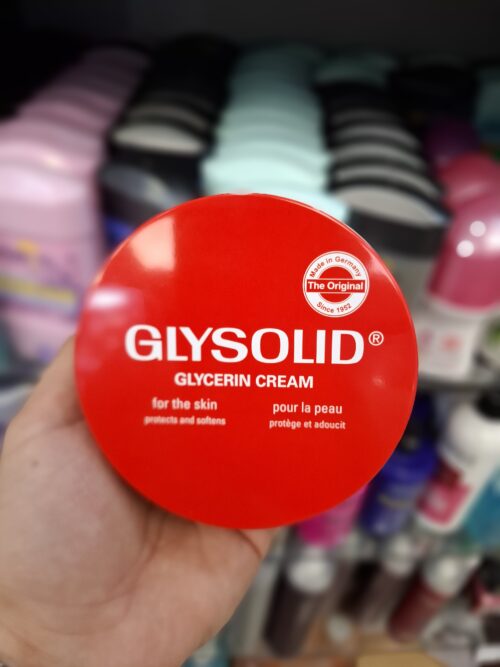 Made in Germany
The Original
Since 1952
GLYSOLID®
GLYCERIN CREAM
for the skin
protects and softens
pour la peau
protège et adoucit